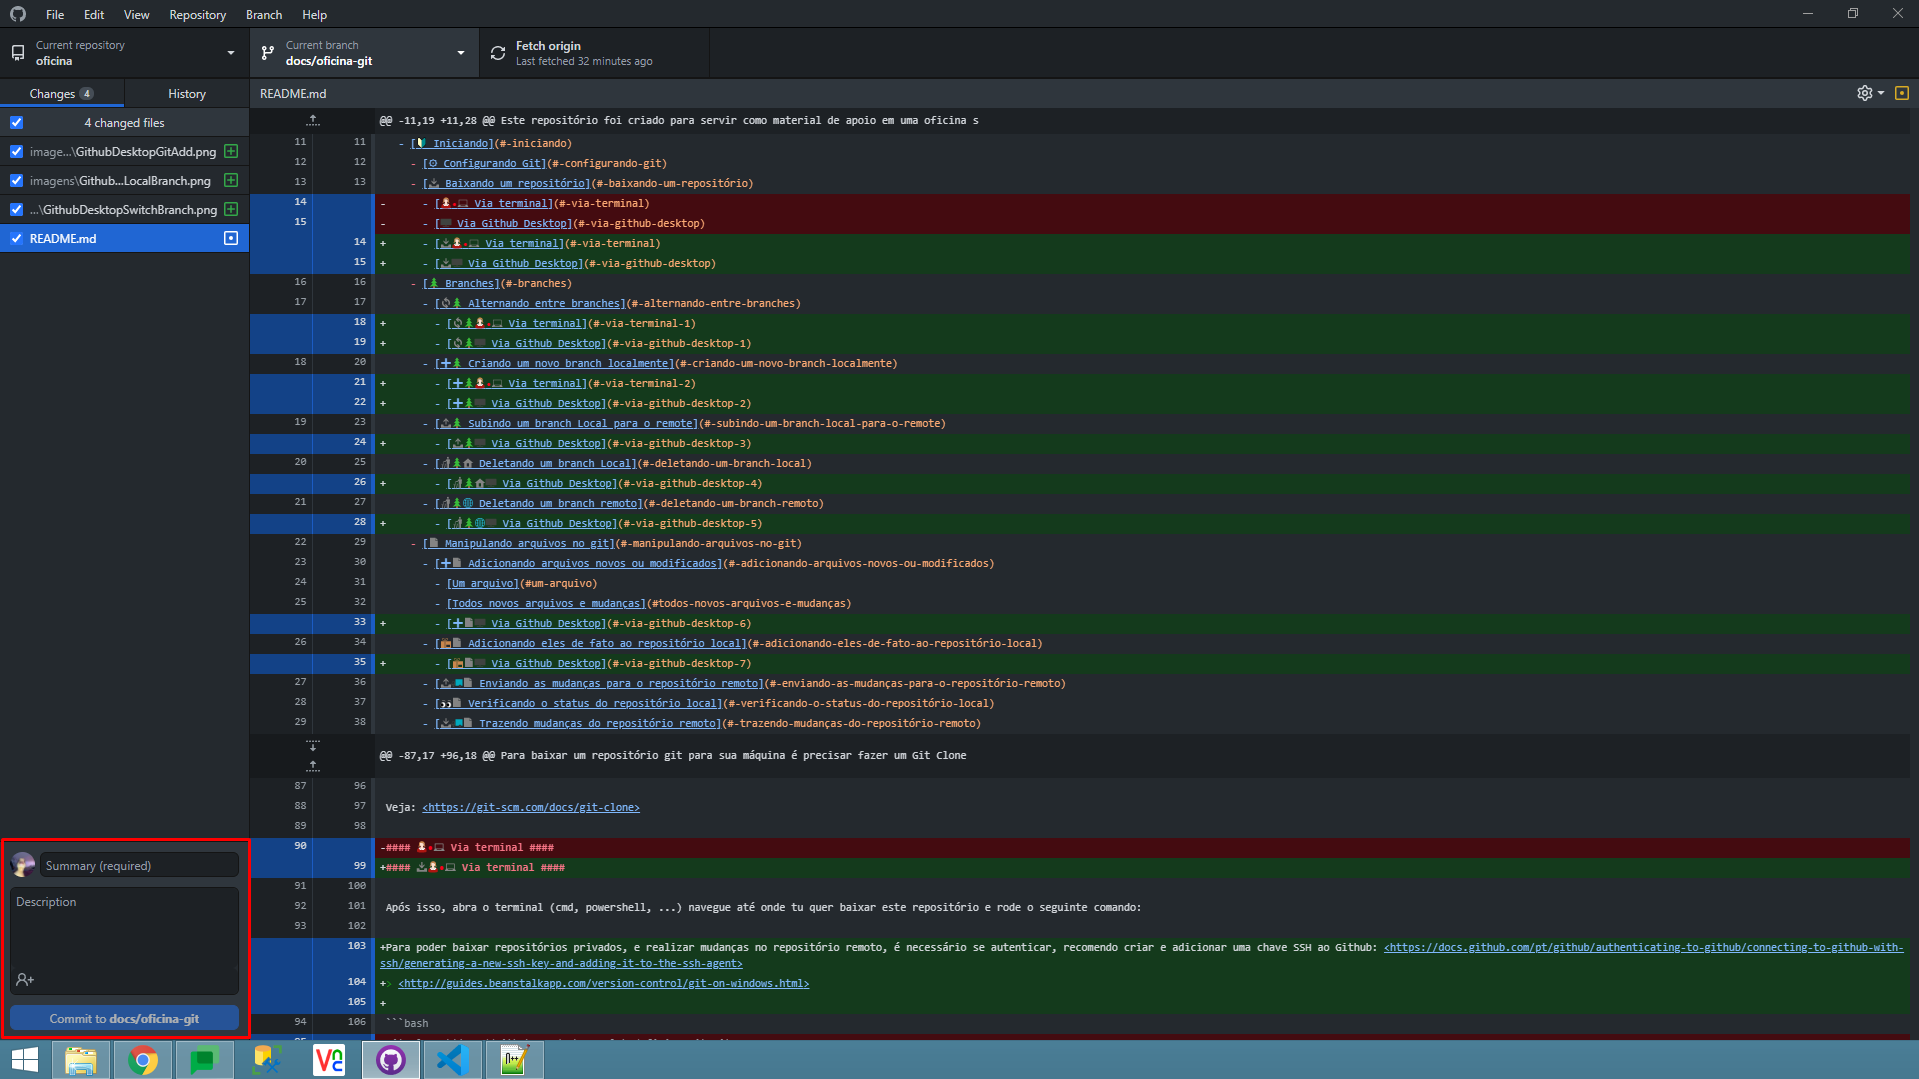 File Edit View Repository Branch Help
Current repository
oficina
Current branch
docs/oficina-git
Fetch origin
Last fetched 32 minutes ago
Changes 4 History
README.md
4 changed files
image...\GithubDesktopGitAdd.png
imagens\Github...LocalBranch.png
...\GithubDesktopSwitchBranch.png
README.md
@@ -11,19 +11,28 @@ Este repositório foi criado para servir como material de apoio em uma oficina s
11 11 - [🔰 Iniciando](#-iniciando)
12 12 - [⚙ Configurando Git](#-configurando-git)
13 13 - [📥 Baixando um repositório](#-baixando-um-repositório)
14 - - [Via terminal](#-via-terminal)
15 - - [Via Github Desktop](#-via-github-desktop)
14 + - [Via terminal](#-via-terminal)
15 + - [Via Github Desktop](#-via-github-desktop)
16 16 - [🌲 Branches](#-branches)
17 17 - [Alternando entre branches](#-alternando-entre-branches)
18 + - [Via terminal](#-via-terminal-1)
19 + - [Via Github Desktop](#-via-github-desktop-1)
18 20 - [Criando um novo branch localmente](#-criando-um-novo-branch-localmente)
21 + - [Via terminal](#-via-terminal-2)
22 + - [Via Github Desktop](#-via-github-desktop-2)
19 23 - [Subindo um branch Local para o remote](#-subindo-um-branch-local-para-o-remote)
24 + - [Via Github Desktop](#-via-github-desktop-3)
20 25 - [Deletando um branch Local](#-deletando-um-branch-local)
26 + - [Via Github Desktop](#-via-github-desktop-4)
21 27 - [Deletando um branch remoto](#-deletando-um-branch-remoto)
28 + - [Via Github Desktop](#-via-github-desktop-5)
22 29 - [Manipulando arquivos no git](#-manipulando-arquivos-no-git)
23 30 - [Adicionando arquivos novos ou modificados](#-adicionando-arquivos-novos-ou-modificados)
24 31 - [Um arquivo](#um-arquivo)
25 32 - [Todos novos arquivos e mudanças](#todos-novos-arquivos-e-mudanças)
33 + - [Via Github Desktop](#-via-github-desktop-6)
26 34 - [Adicionando eles de fato ao repositório local](#-adicionando-eles-de-fato-ao-repositório-local)
35 + - [Via Github Desktop](#-via-github-desktop-7)
27 36 - [Enviando as mudanças para o repositório remoto](#-enviando-as-mudanças-para-o-repositório-remoto)
28 37 - [Verificando o status do repositório local](#-verificando-o-status-do-repositório-local)
29 38 - [Trazendo mudanças do repositório remoto](#-trazendo-mudanças-do-repositório-remoto)
@@ -87,17 +96,18 @@ Para baixar um repositório git para sua máquina é precisar fazer um Git Clone
87 96
88 97 Veja: <https://git-scm.com/docs/git-clone>
89 98
90 -#### Via terminal ####
99 +#### Via terminal ####
91 100
92 101 Após isso, abra o terminal (cmd, powershell, ...) navegue até onde tu quer baixar este repositório e rode o seguinte comando:
93 102
103 +Para poder baixar repositórios privados, e realizar mudanças no repositório remoto, é necessário se autenticar, recomendo criar e adicionar uma chave SSH ao Github: <https://docs.github.com/pt/github/authenticating-to-github/connecting-to-github-with-
ssh/generating-a-new-ssh-key-and-adding-it-to-the-ssh-agent>
104 +> <http://guides.beanstalkapp.com/version-control/git-on-windows.html>
105 +
94 106 ```bash
Summary (required)
Description
Commit to docs/oficina-git